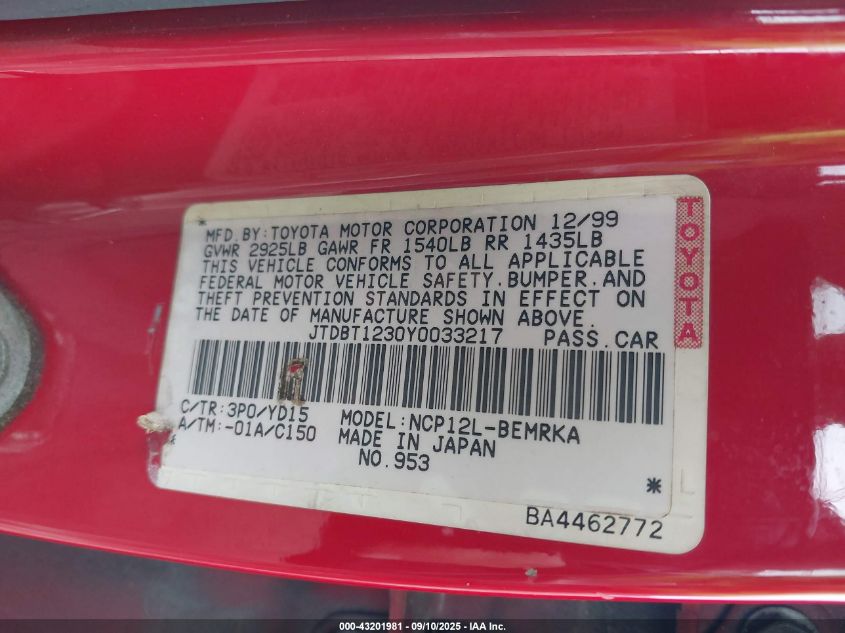 * MFD.BY:TOYOTA MOTOR CORPORATION 12/99
GVWR 2925LB GAWR FR 1540LB RR 1435LB
THIS VEHICLE CONFORMS TO ALL APPLICABLE
FEDERAL MOTOR VEHICLE SAFETY.BUMPER.AND
THEFT PREVENTION STANDARDS IN EFFECT ON
THE DATE OF MANUFACTURE SHOWN ABOVE.
JTDBT1230Y0033217 PASS.CAR
TOYOTA
C/TR:3P0/YD15 MODEL:NCP12L-BEMRKA
A/TM:-01A/C150 MADE IN JAPAN
* NO.953 *
BA4462772
000-43201981 - 09/10/2025 - IAA Inc.